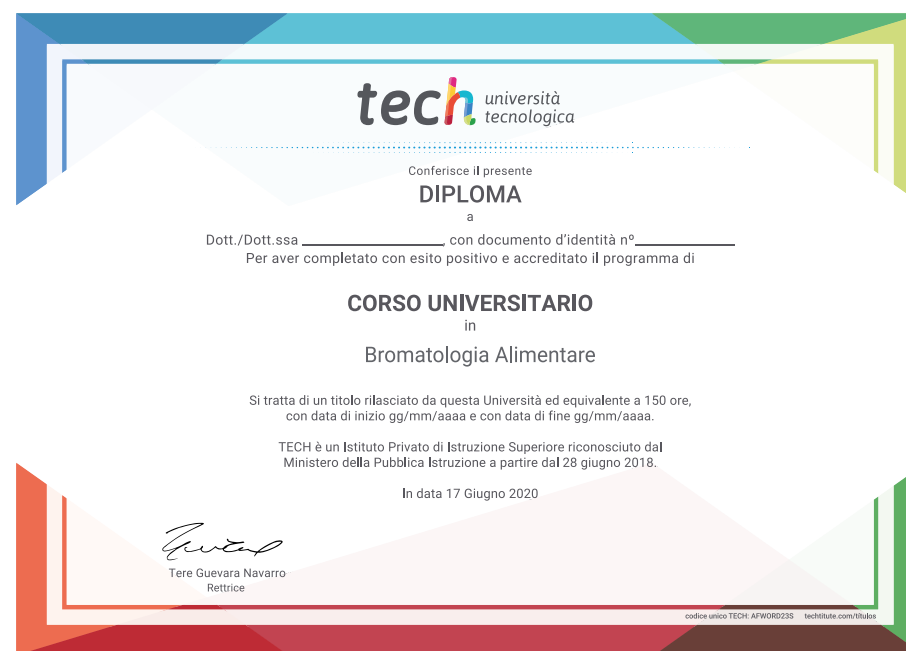 tech università
tecnologica
Conferisce il presente
DIPLOMA
a
Dott./Dott.ssa ____________________, con documento d'identità nº______________
Per aver completato con esito positivo e accreditato il programma di
CORSO UNIVERSITARIO
in
Bromatologia Alimentare
Si tratta di un titolo rilasciato da questa Università ed equivalente a 150 ore,
con data di inizio gg/mm/aaaa e con data di fine gg/mm/aaaa.
TECH è un Istituto Privato di Istruzione Superiore riconosciuto dal
Ministero della Pubblica Istruzione a partire dal 28 giugno 2018.
In data 17 Giugno 2020
Tere Guevara Navarro
Rettrice
codice unico TECH: AFWORD23S techtitute.com/títulos